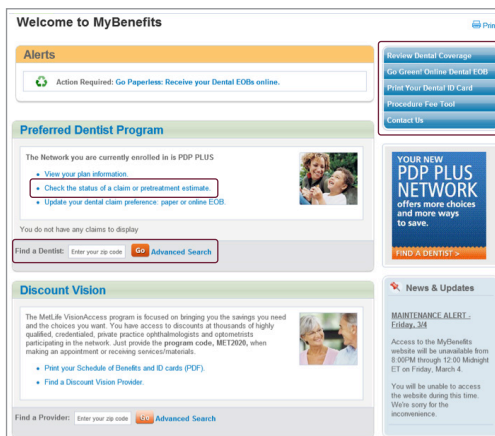 Welcome to MyBenefits
Print
Alerts
Action Required: Go Paperless: Receive your Dental EOBs online.
Review Dental Coverage
Go Green! Online Dental EOB
Print Your Dental ID Card
Procedure Fee Tool
Contact Us
Preferred Dentist Program
The Network you are currently enrolled in is PDP PLUS
• View your plan information.
• Check the status of a claim or pretreatment estimate.
• Update your dental claim preference: paper or online EOB.
You do not have any claims to display
Find a Dentist: Enter your zip code Go Advanced Search
YOUR NEW
PDP PLUS
NETWORK
offers more choices
and more ways
to save.
FIND A DENTIST >
Discount Vision
The MetLife VisionAccess program is focused on bringing you the savings you need
and the choices you want. You have access to discounts at thousands of highly
qualified, credentialed, private practice ophthalmologists and optometrists
participating in the network. Just provide the program code, MET2020, when
making an appointment or receiving services/materials.
• Print your Schedule of Benefits and ID cards (PDF).
• Find a Discount Vision Provider.
Find a Provider: Enter your zip code Go Advanced Search
News & Updates
MAINTENANCE ALERT -
Friday, 3/4
Access to the MyBenefits
website will be unavailable from
8:00PM through 12:00 Midnight
ET on Friday, March 4.
You will be unable to access
the website during this time.
We're sorry for the
inconvenience.